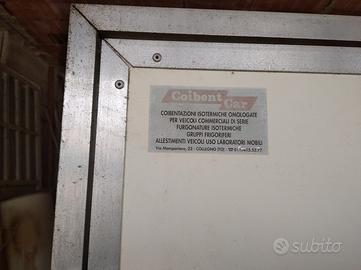 Coibent Car
COIBENTAZIONI ISOTERMICHE OMOLOGATE
PER VEICOLI COMMERCIALI DI SERIE
FURGONATURE ISOTERMICHE
GRUPPI FRIGORIFERI
ALLESTIMENTI VEICOLI USO LABORATORI MOBILI
COLLEGNO (TO)
subito